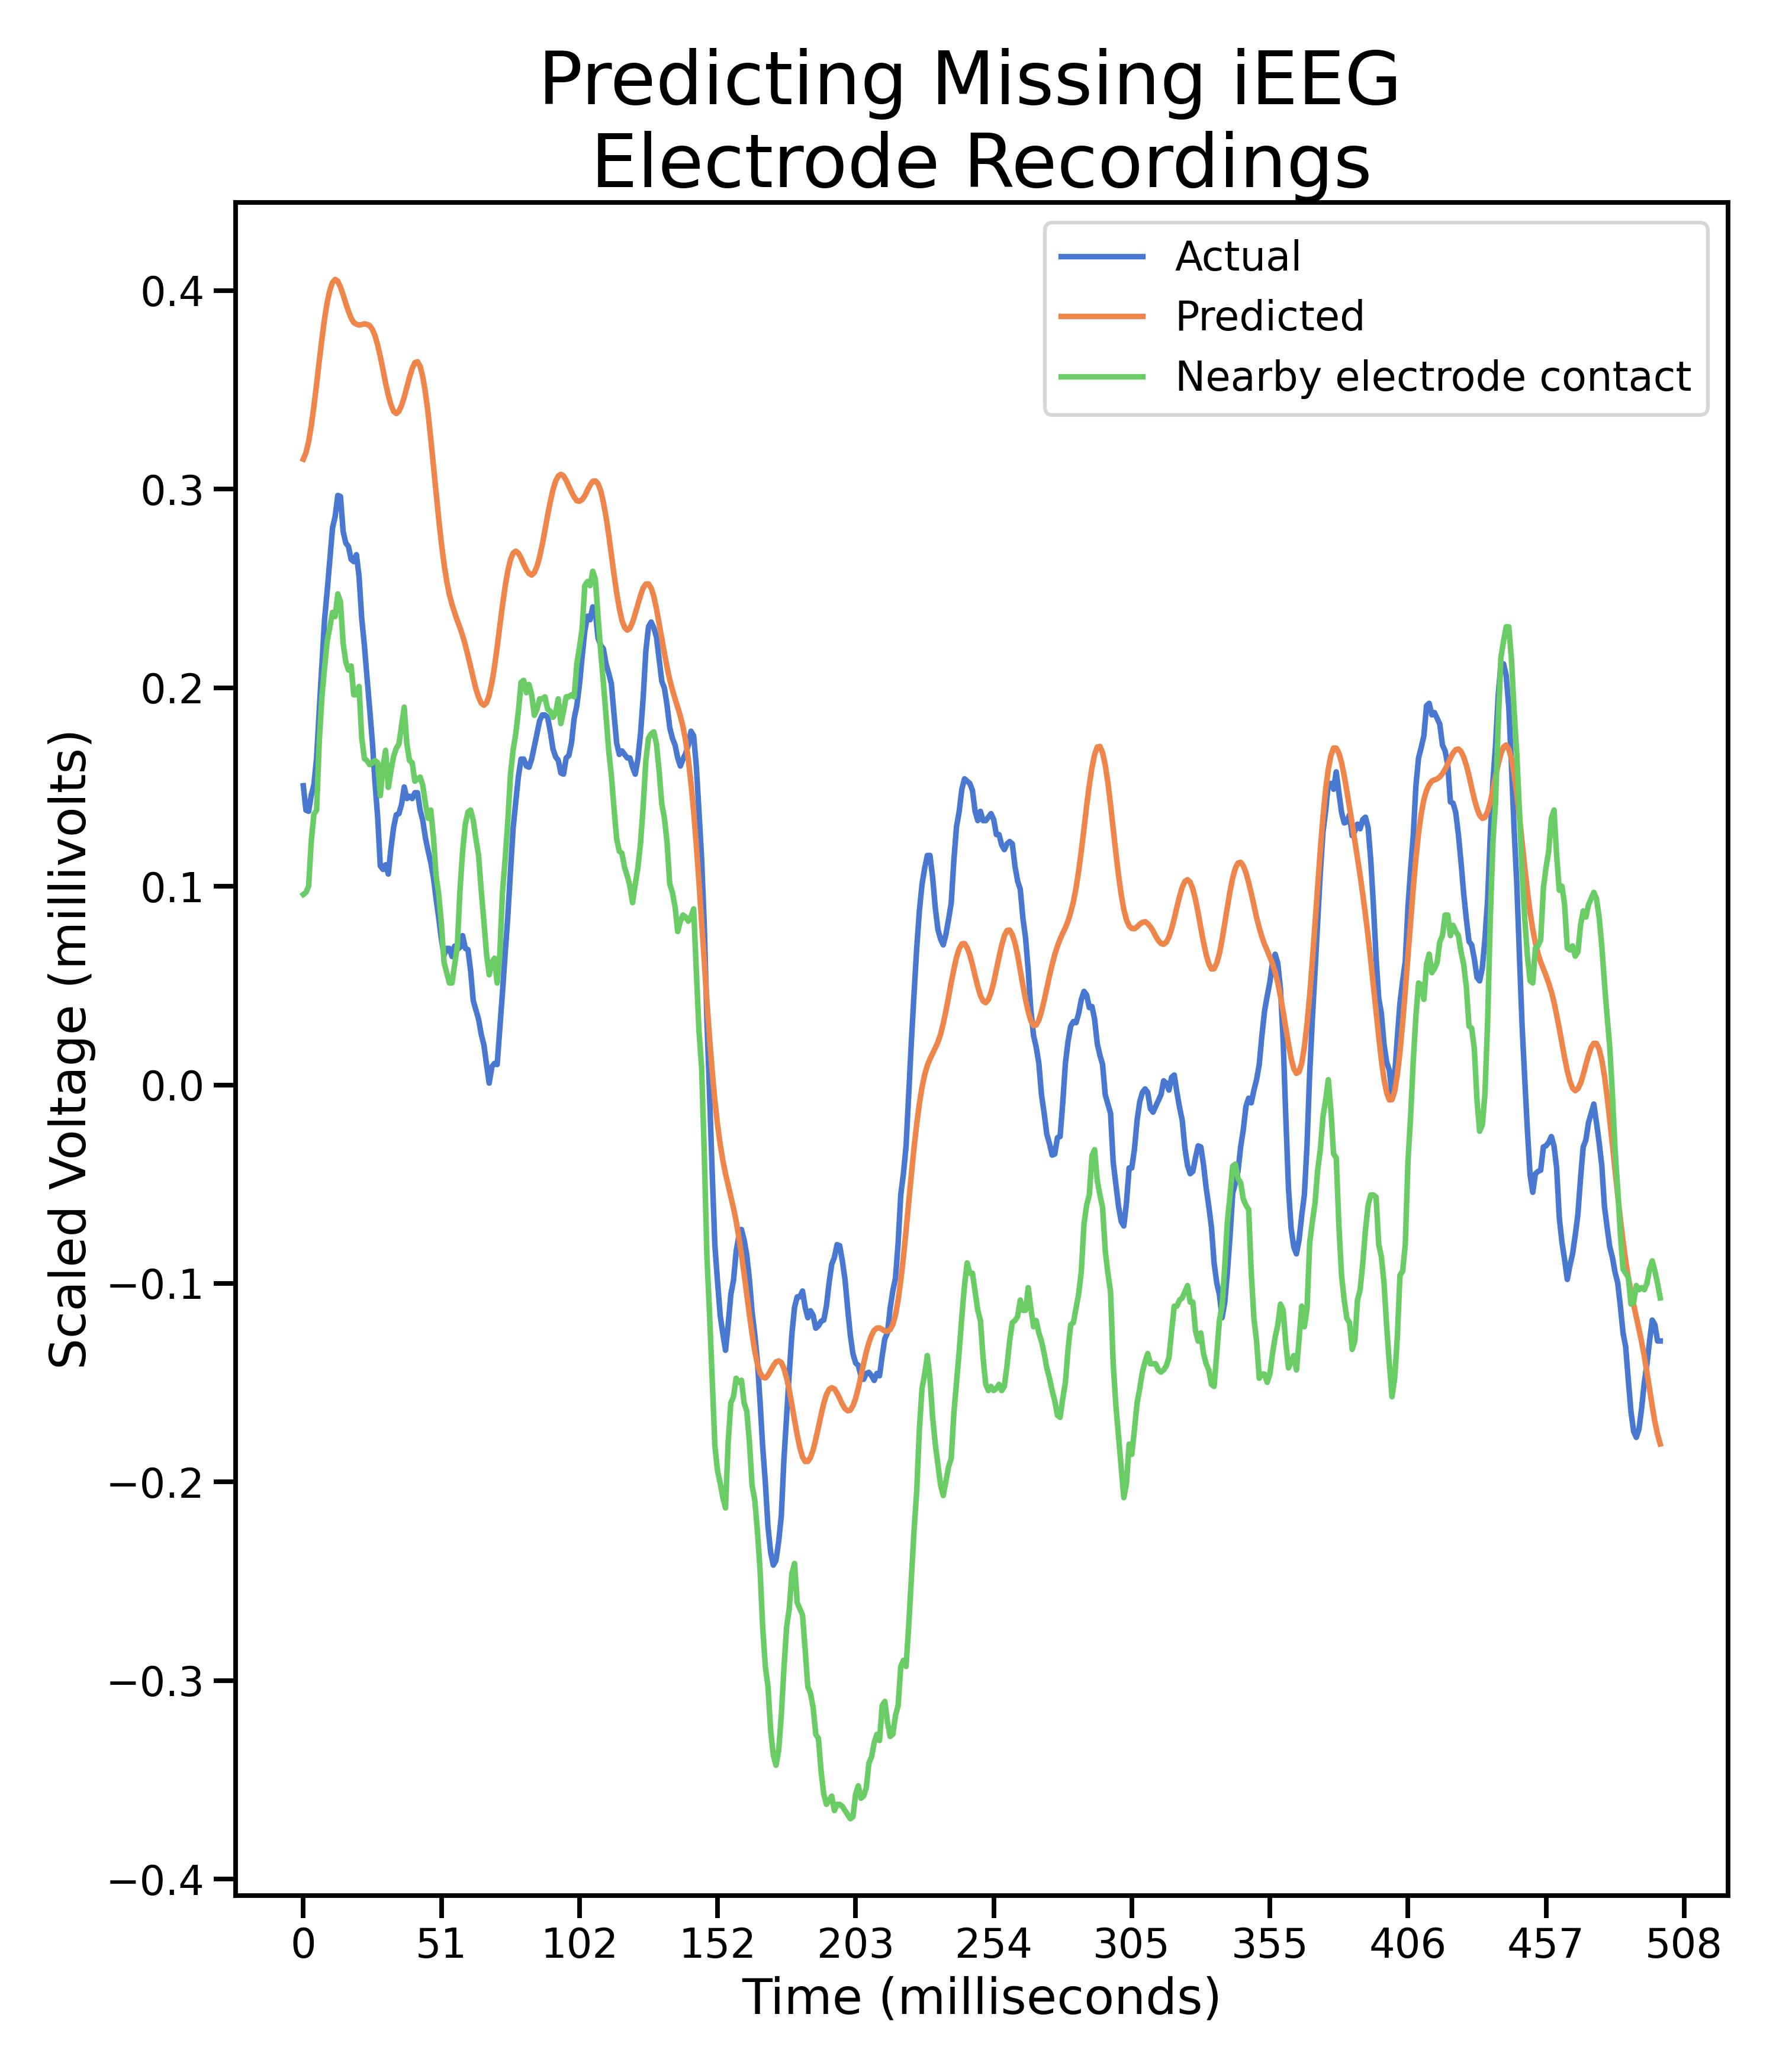 Predicting Missing iEEG
Electrode Recordings
Actual
Predicted
Nearby electrode contact
Scaled Voltage (millivolts)
0.4
0.3
0.2
0.1
0.0
−0.1
−0.2
−0.3
−0.4
0 51 102 152 203 254 305 355 406 457 508
Time (milliseconds)